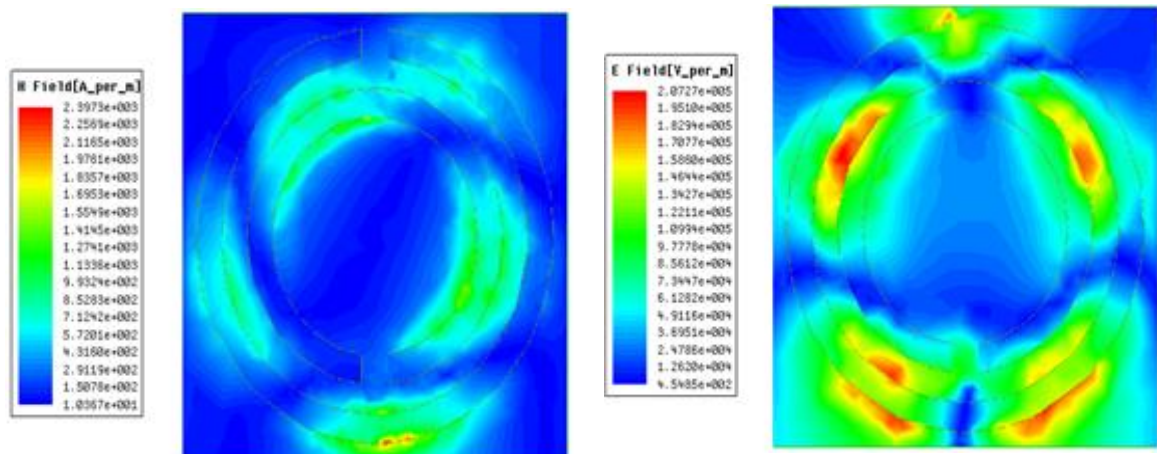 H Field[A_per_m]
2.3973e+003
2.2569e+003
2.1165e+003
1.9761e+003
1.8357e+003
1.6953e+003
1.5549e+003
1.4145e+003
1.2741e+003
1.1336e+003
9.9324e+002
8.5283e+002
7.1242e+002
5.7201e+002
4.3160e+002
2.9119e+002
1.5078e+002
1.0367e+001
E Field[V_per_m]
2.0727e+005
1.9510e+005
1.8294e+005
1.7077e+005
1.5860e+005
1.4644e+005
1.3427e+005
1.2211e+005
1.0994e+005
9.7778e+004
8.5612e+004
7.3447e+004
6.1282e+004
4.9116e+004
3.6951e+004
2.4786e+004
1.2620e+004
4.5485e+002